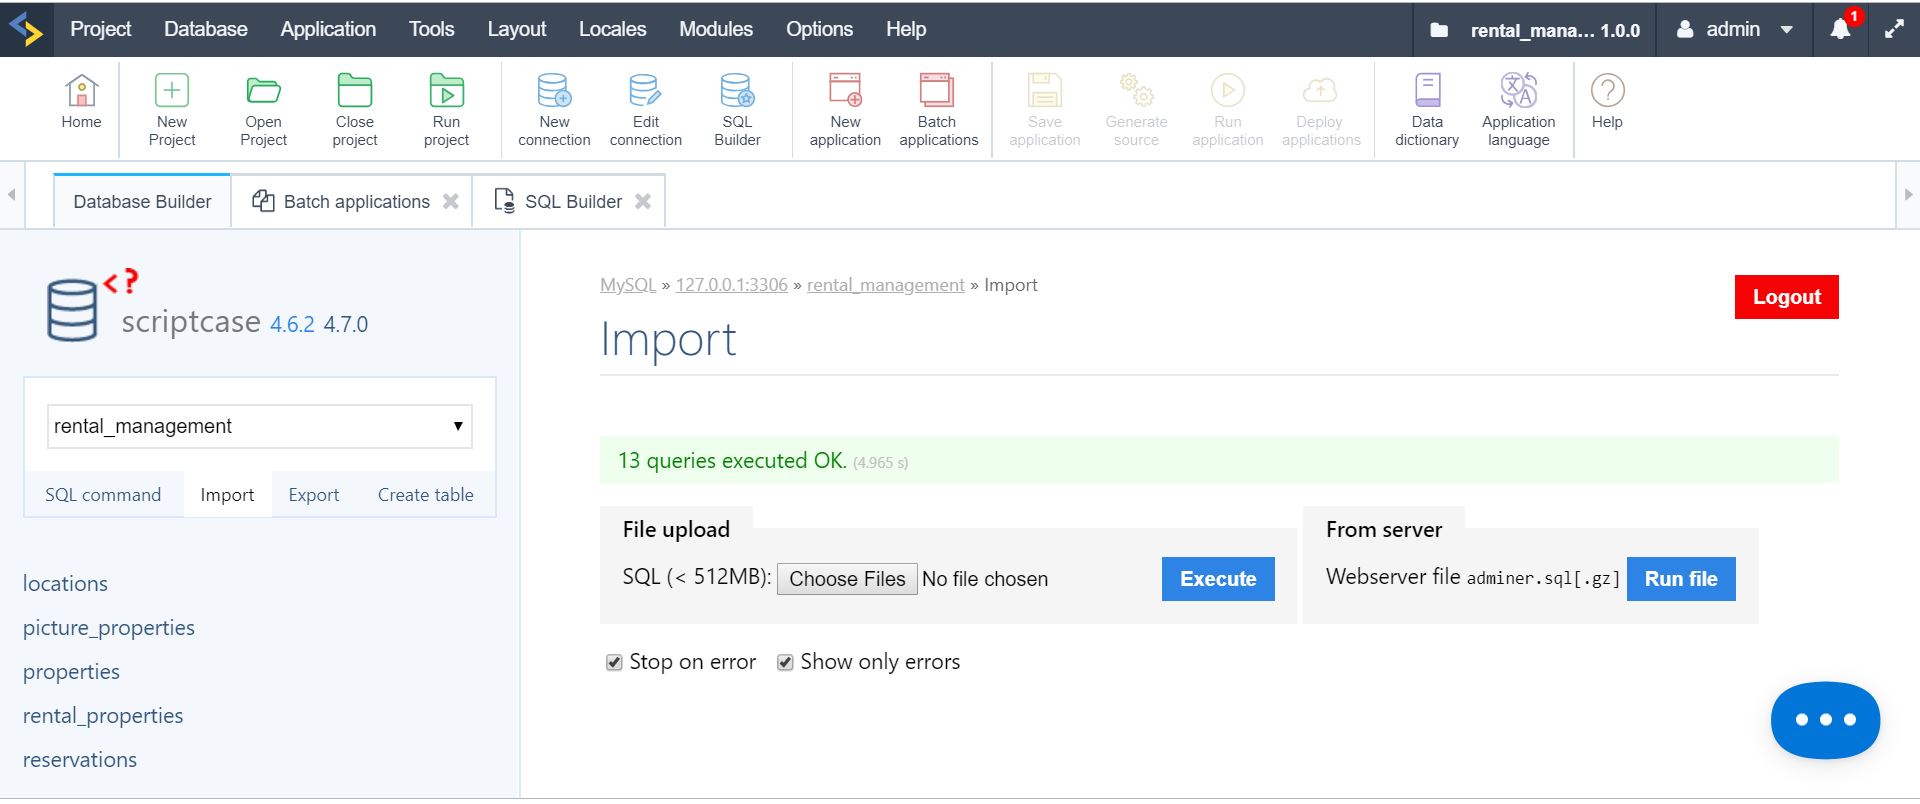 Project Database Application Tools Layout Locales Modules Options Help rental_mana... 1.0.0 admin 1
Home
New Project
Open Project
Close project
Run project
New connection
Edit connection
SQL Builder
New application
Batch applications
Save application
Generate source
Run application
Deploy applications
Data dictionary
Application language
Help
Database Builder Batch applications SQL Builder
scriptcase 4.6.2 4.7.0
rental_management
SQL command Import Export Create table
locations
picture_properties
properties
rental_properties
reservations
MySQL » 127.0.0.1:3306 » rental_management » Import
Logout
Import
13 queries executed OK. (4.965 s)
File upload
SQL (< 512MB): Choose Files No file chosen Execute
From server
Webserver file adminer.sql[.gz] Run file
Stop on error Show only errors